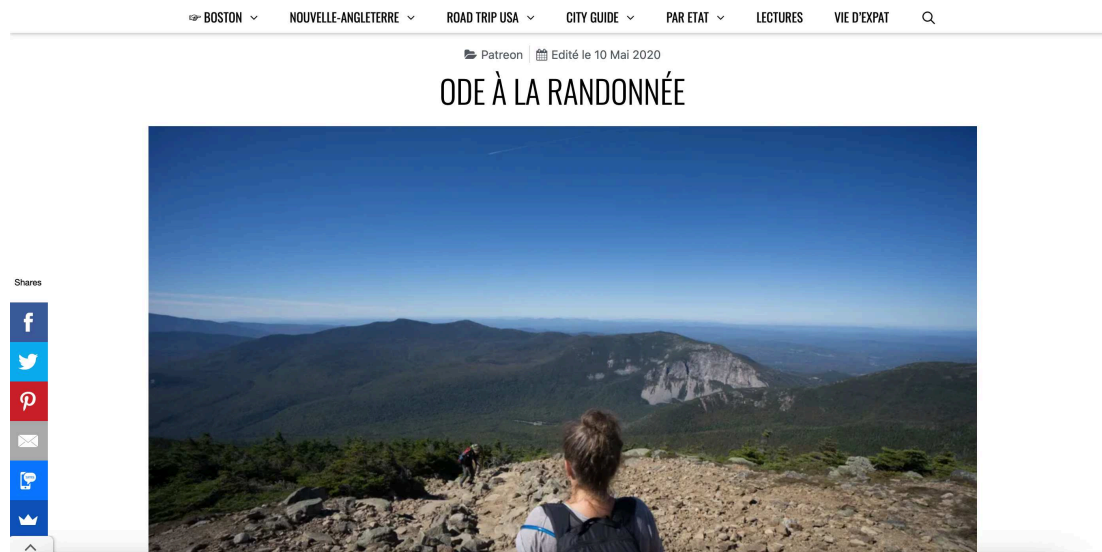 ☞ BOSTON NOUVELLE-ANGLETERRE ROAD TRIP USA CITY GUIDE PAR ETAT LECTURES VIE D'EXPAT
Patreon Edité le 10 Mai 2020
ODE À LA RANDONNÉE
Shares